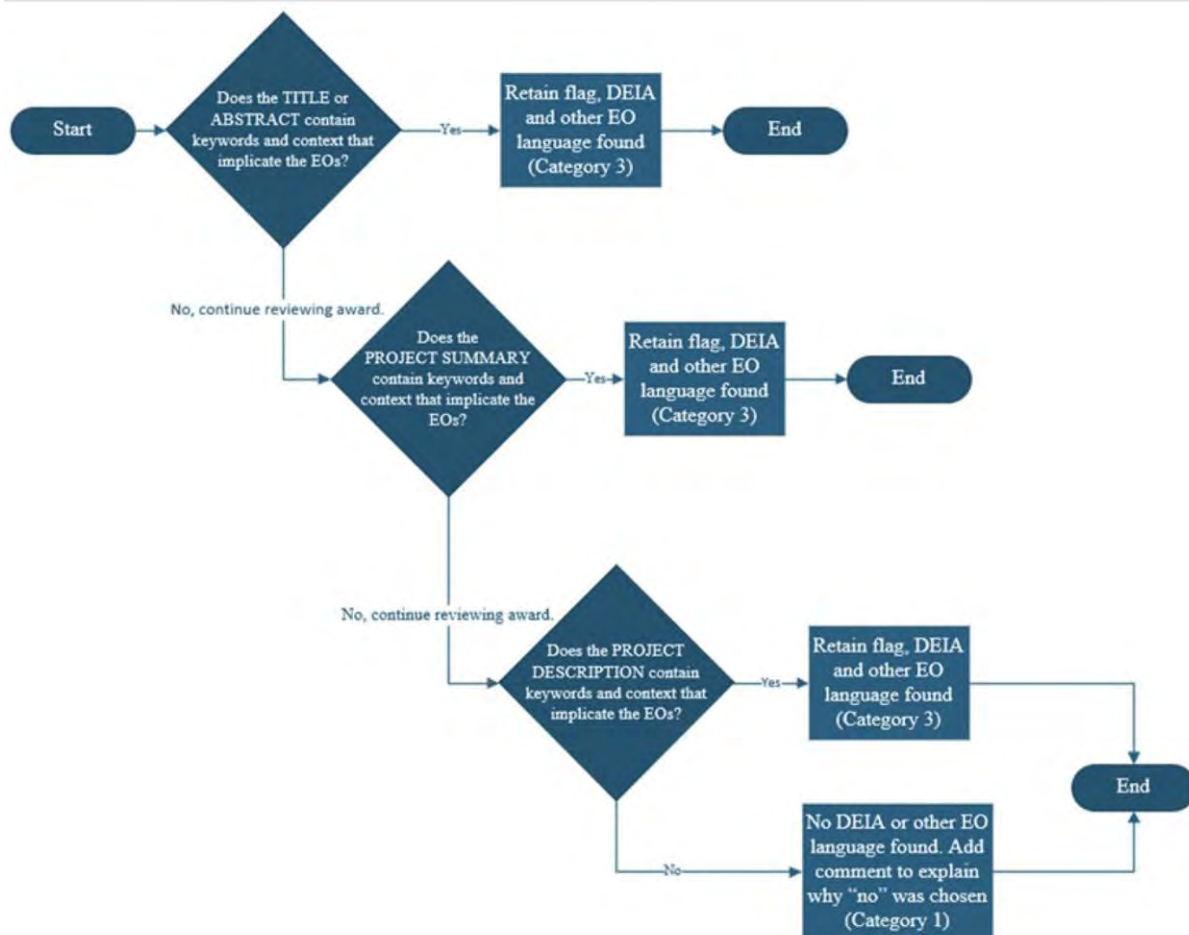 Start
Does the TITLE or
ABSTRACT contain
keywords and context that
implicate the EOs?
Yes
Retain flag, DEIA
and other EO
language found
(Category 3)
End
No, continue reviewing award.
Does the
PROJECT SUMMARY
contain keywords and
context that implicate the
EOs?
Yes
Retain flag, DEIA
and other EO
language found
(Category 3)
End
No, continue reviewing award.
Does the PROJECT
DESCRIPTION contain
keywords and context that
implicate the EOs?
Yes
Retain flag, DEIA
and other EO
language found
(Category 3)
End
No
No DEIA or other EO
language found. Add
comment to explain
why “no” was chosen
(Category 1)